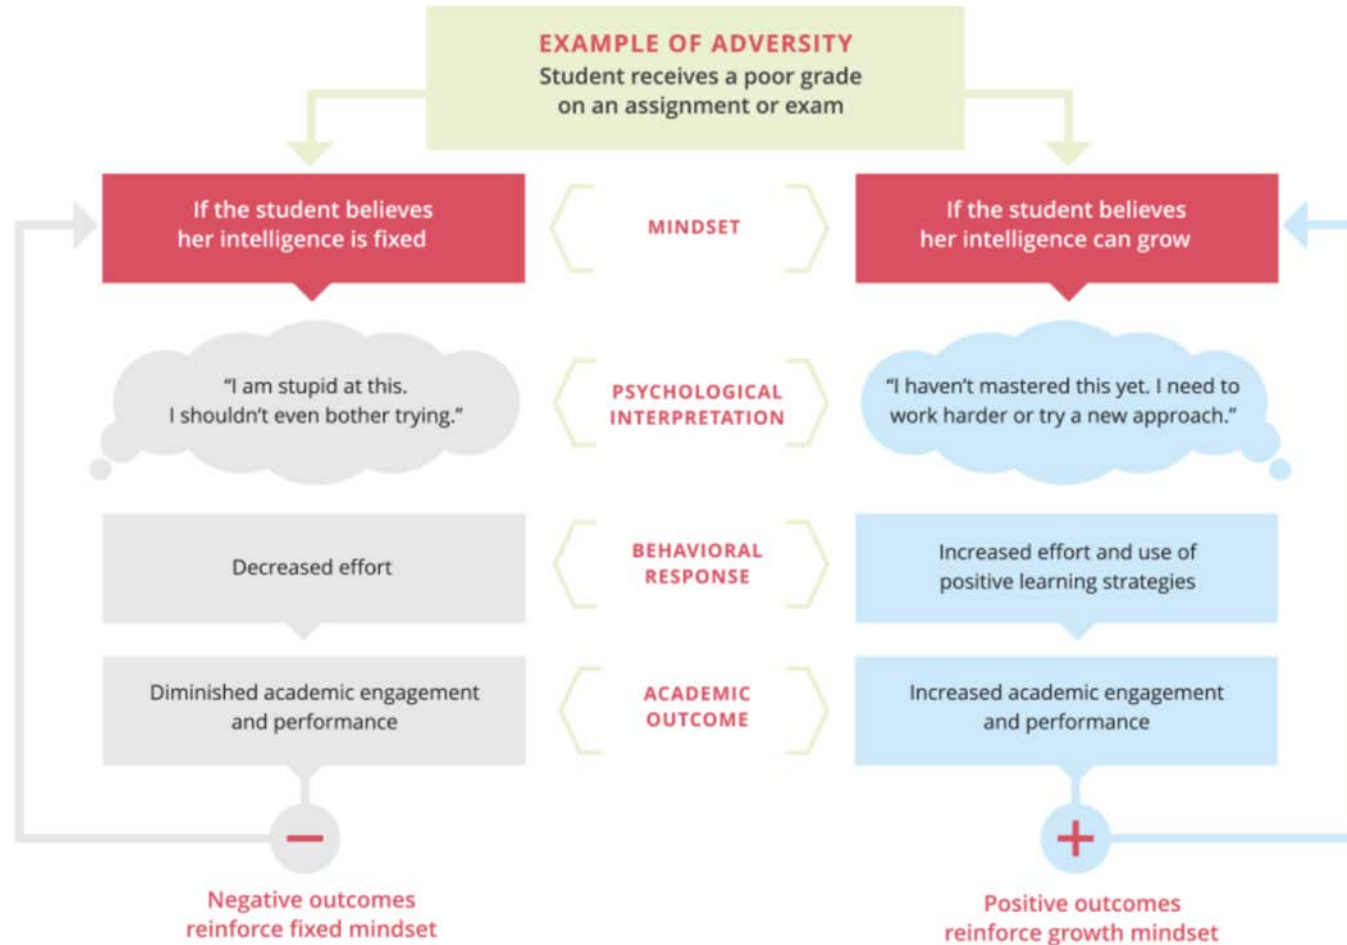 EXAMPLE OF ADVERSITY
Student receives a poor grade
on an assignment or exam
If the student believes
her intelligence is fixed
MINDSET
If the student believes
her intelligence can grow
“I am stupid at this.
I shouldn’t even bother trying.”
PSYCHOLOGICAL
INTERPRETATION
“I haven’t mastered this yet. I need to
work harder or try a new approach.”
Decreased effort
BEHAVIORAL
RESPONSE
Increased effort and use of
positive learning strategies
Diminished academic engagement
and performance
ACADEMIC
OUTCOME
Increased academic engagement
and performance
Negative outcomes
reinforce fixed mindset
Positive outcomes
reinforce growth mindset